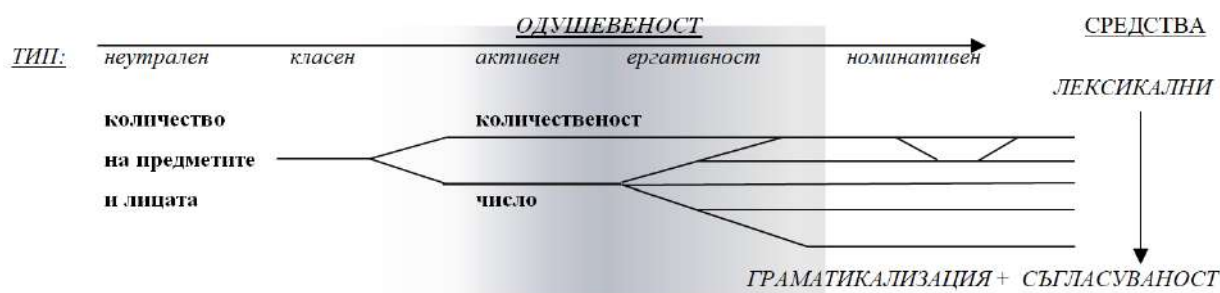 ОДУШЕВЕНОСТ СРЕДСТВА
ТИП: неутрален класен активен ергативност номинативен
ЛЕКСИКАЛНИ
количество количественост
на предметите
и лицата число
ГРАМАТИКАЛИЗАЦИЯ + СЪГЛАСУВАНОСТ